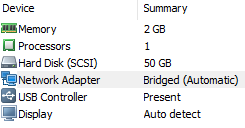 Device Summary
Memory 2 GB
Processors 1
Hard Disk (SCSI) 50 GB
Network Adapter Bridged (Automatic)
USB Controller Present
Display Auto detect